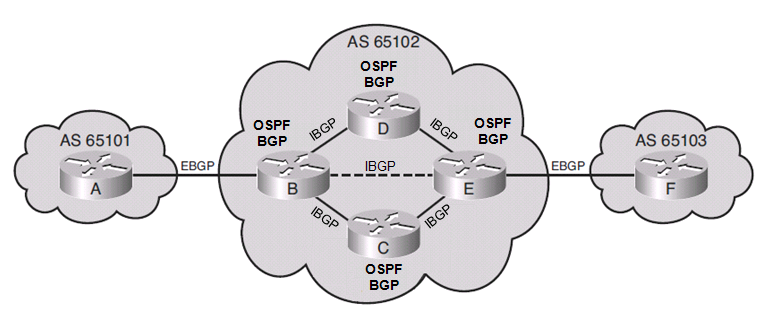 AS 65102
OSPF
BGP
D
AS 65101
OSPF
BGP
IBGP
IBGP
OSPF
BGP
AS 65103
A
EBGP
B
IBGP
E
EBGP
F
IBGP
IBGP
C
OSPF
BGP